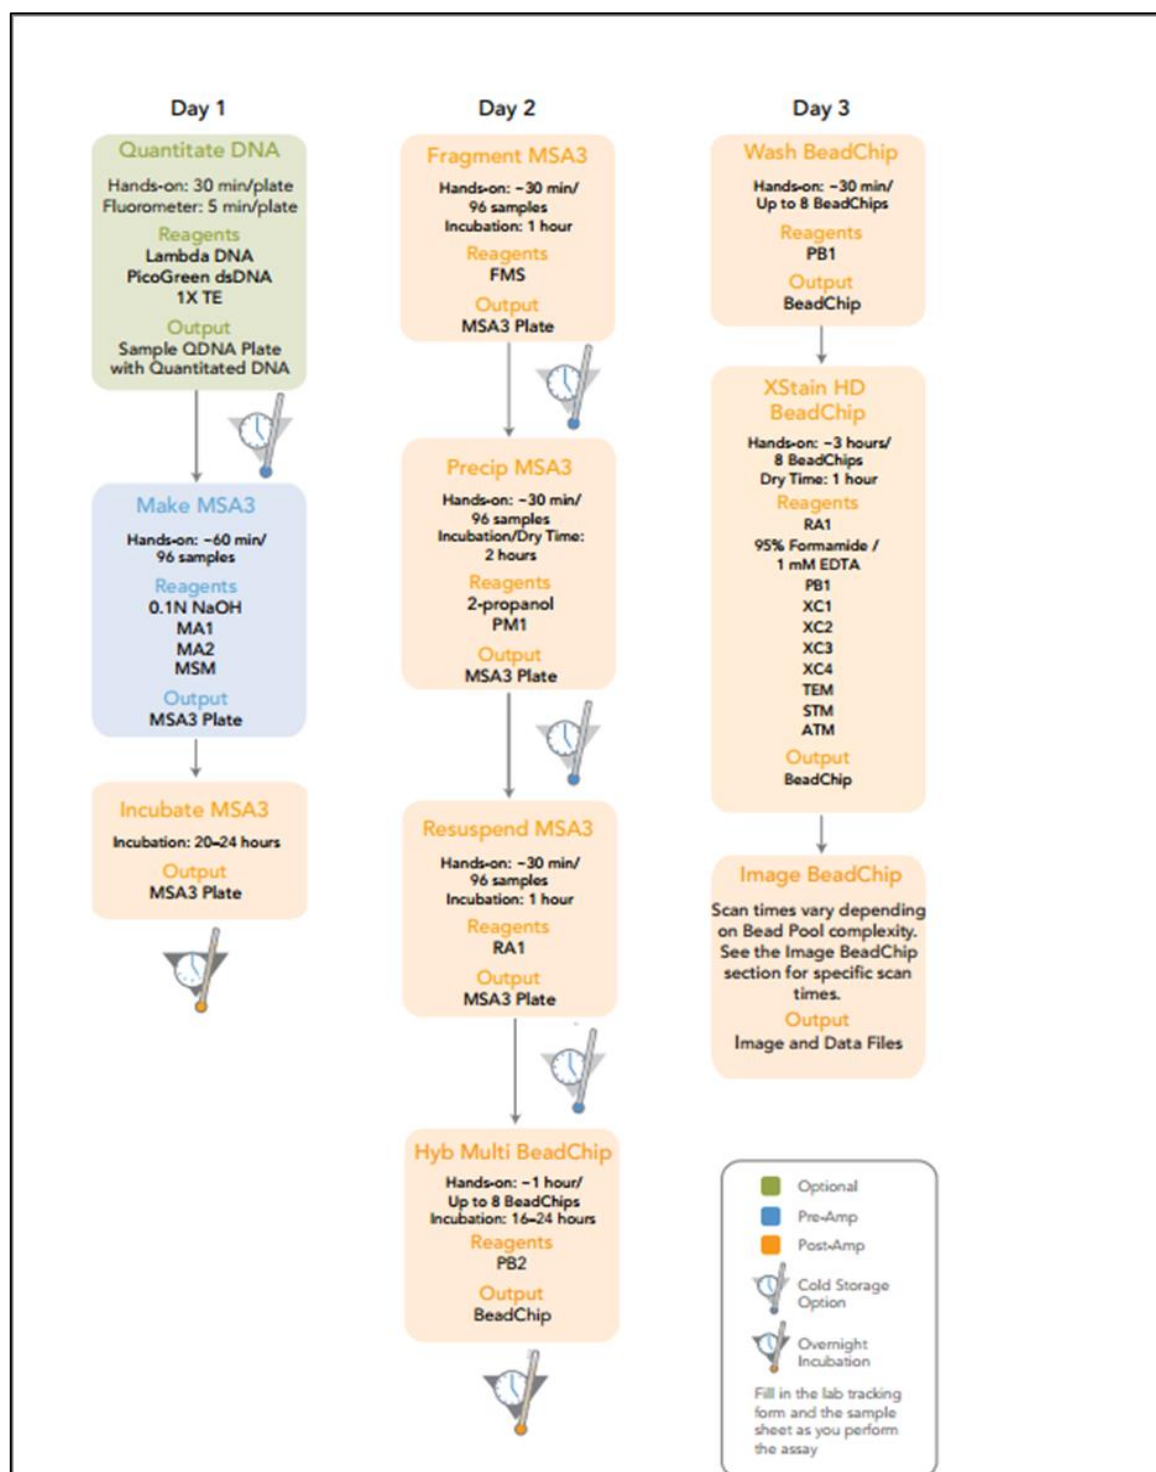 Day 1
Quantitate DNA
Hands-on: 30 min/plate
Fluorometer: 5 min/plate
Reagents
Lambda DNA
PicoGreen dsDNA
1X TE
Output
Sample QDNA Plate
with Quantitated DNA
Make MSA3
Hands-on: ~60 min/
96 samples
Reagents
0.1N NaOH
MA1
MA2
MSM
Output
MSA3 Plate
Incubate MSA3
Incubation: 20–24 hours
Output
MSA3 Plate
Day 2
Fragment MSA3
Hands-on: ~30 min/
96 samples
Incubation: 1 hour
Reagents
FMS
Output
MSA3 Plate
Precip MSA3
Hands-on: ~30 min/
96 samples
Incubation/Dry Time:
2 hours
Reagents
2-propanol
PM1
Output
MSA3 Plate
Resuspend MSA3
Hands-on: ~30 min/
96 samples
Incubation: 1 hour
Reagents
RA1
Output
MSA3 Plate
Hyb Multi BeadChip
Hands-on: ~1 hour/
Up to 8 BeadChips
Incubation: 16–24 hours
Reagents
PB2
Output
BeadChip
Day 3
Wash BeadChip
Hands-on: ~30 min/
Up to 8 BeadChips
Reagents
PB1
Output
BeadChip
XStain HD
BeadChip
Hands-on: ~3 hours/
8 BeadChips
Dry Time: 1 hour
Reagents
RA1
95% Formamide /
1 mM EDTA
PB1
XC1
XC2
XC3
XC4
TEM
STM
ATM
Output
BeadChip
Image BeadChip
Scan times vary depending
on Bead Pool complexity.
See the Image BeadChip
section for specific scan
times.
Output
Image and Data Files
Optional
Pre-Amp
Post-Amp
Cold Storage
Option
Overnight
Incubation
Fill in the lab tracking
form and the sample
sheet as you perform
the assay